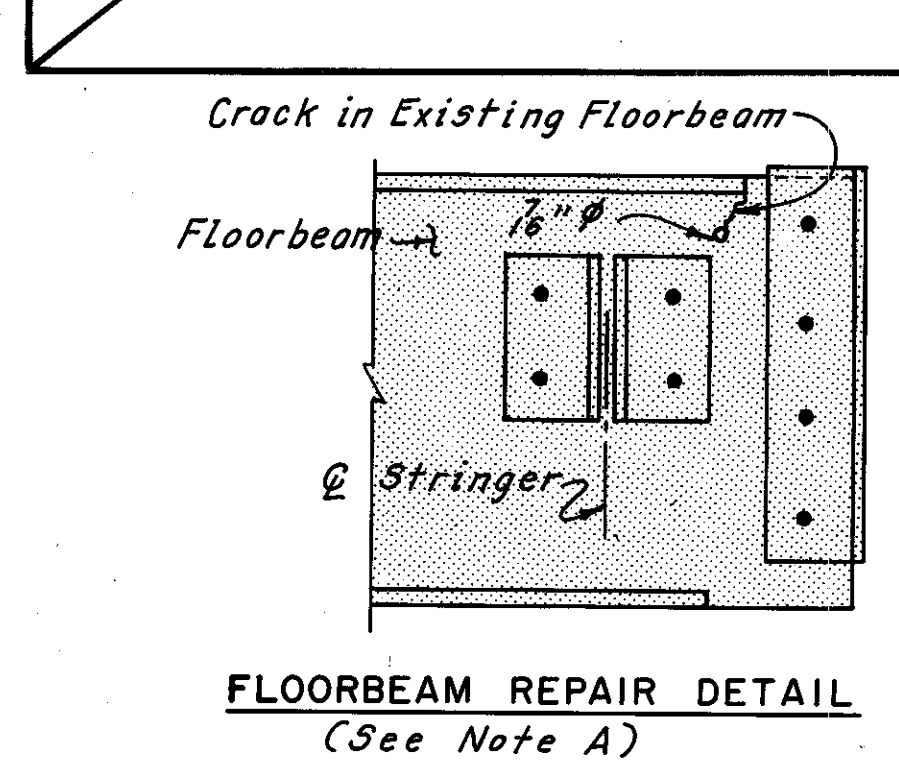 Crack in Existing Floorbeam
7/16" ø
Floorbeam
℄ Stringer
FLOORBEAM REPAIR DETAIL
(See Note A)